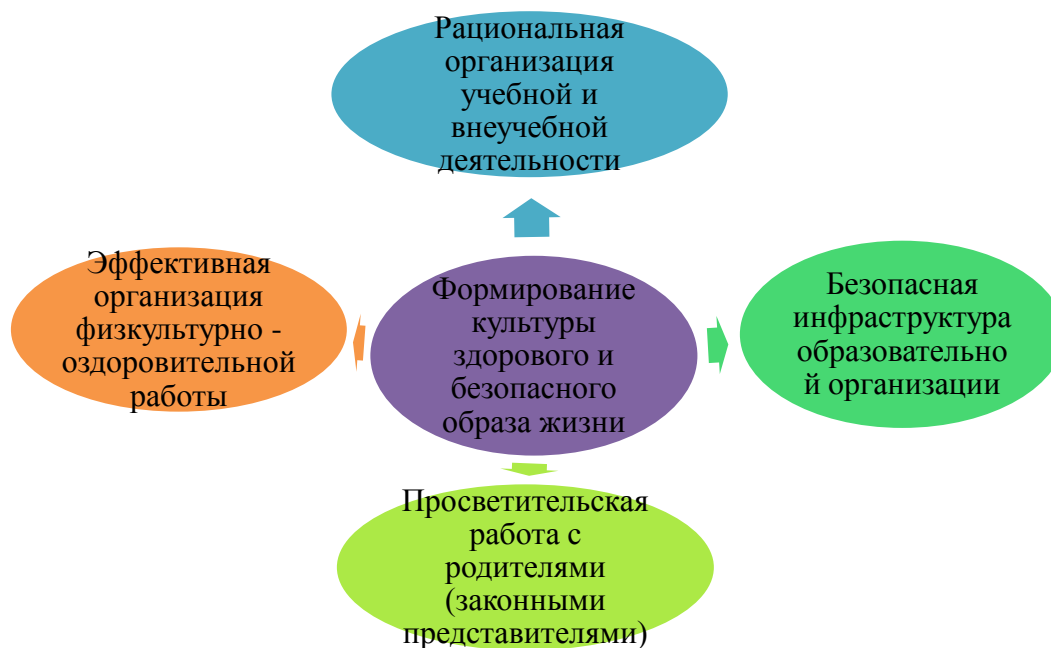 Рациональная
организация
учебной и
внеучебной
деятельности
Эффективная
организация
физкультурно -
оздоровительной
работы
Формирование
культуры
здорового и
безопасного
образа жизни
Безопасная
инфраструктура
образовательно
й организации
Просветительская
работа с
родителями
(законными
представителями)